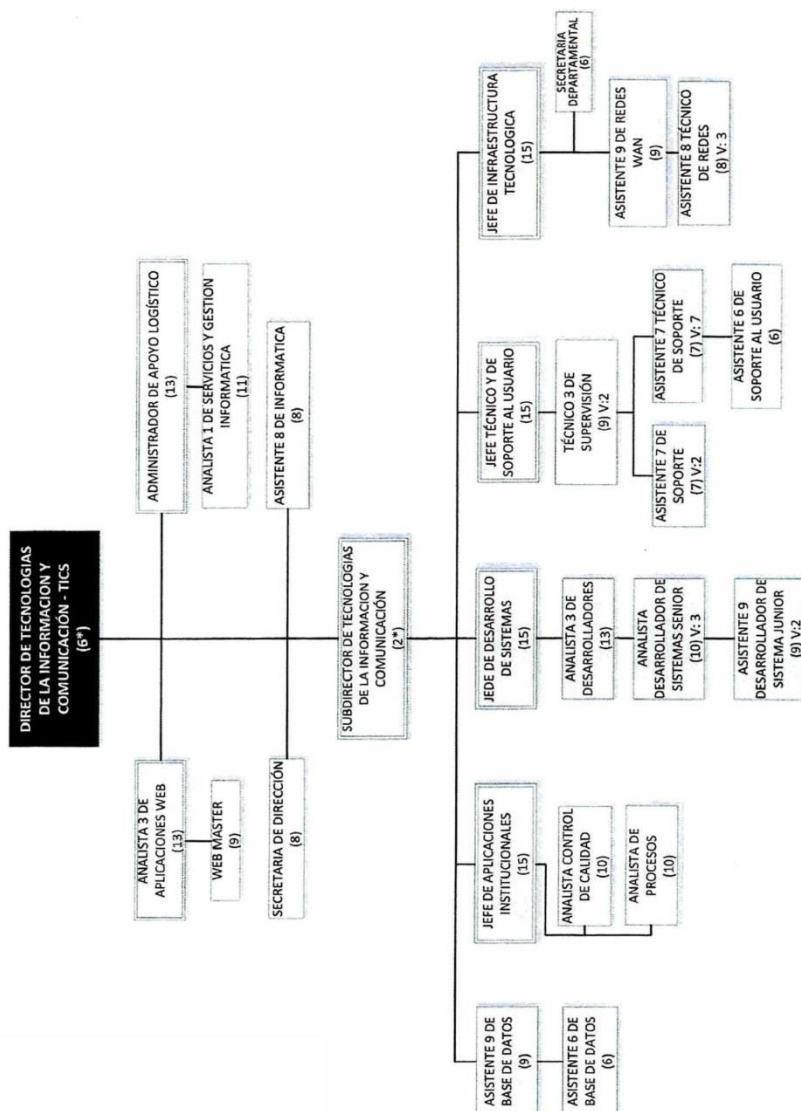 DIRECTOR DE TECNOLOGIAS
DE LA INFORMACION Y
COMUNICACIÓN - TICS
(6*)
ANALISTA 3 DE
APLICACIONES WEB
(13)
WEB MASTER
(9)
ADMINISTRADOR DE APOYO LOGÍSTICO
(13)
ANALISTA 1 DE SERVICIOS Y GESTION
INFORMATICA
(11)
SECRETARIA DE DIRECCIÓN
(8)
ASISTENTE 8 DE INFORMATICA
(8)
SUBDIRECTOR DE TECNOLOGIAS
DE LA INFORMACION Y
COMUNICACIÓN
(2*)
ASISTENTE 9 DE
BASE DE DATOS
(9)
ASISTENTE 6 DE
BASE DE DATOS
(6)
JEFE DE APLICACIONES
INSTITUCIONALES
(15)
ANALISTA CONTROL
DE CALIDAD
(10)
ANALISTA DE
PROCESOS
(10)
JEDE DE DESARROLLO
DE SISTEMAS
(15)
ANALISTA 3 DE
DESARROLLADORES
(13)
ANALISTA
DESARROLLADOR DE
SISTEMAS SENIOR
(10) V: 3
ASISTENTE 9
DESARROLLADOR DE
SISTEMA JUNIOR
(9) V:2
JEFE TÉCNICO Y DE
SOPORTE AL USUARIO
(15)
TÉCNICO 3 DE
SUPERVISIÓN
(9) V:2
ASISTENTE 7 DE
SOPORTE
(7) V:2
ASISTENTE 7 TÉCNICO
DE SOPORTE
(7) V: 7
ASISTENTE 6 DE
SOPORTE AL USUARIO
(6)
JEFE DE INFRAESTRUCTURA
TECNOLOGICA
(15)
SECRETARIA
DEPARTAMENTAL
(6)
ASISTENTE 9 DE REDES
WAN
(9)
ASISTENTE 8 TÉCNICO
DE REDES
(8) V: 3